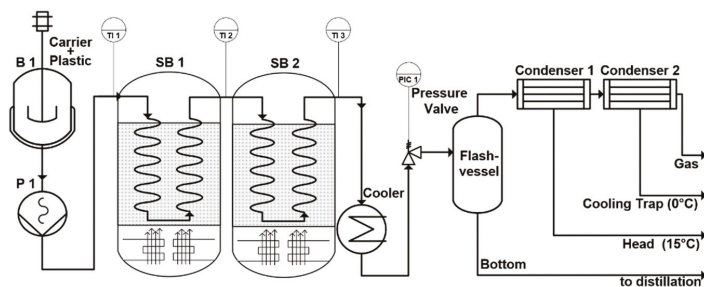 TI 1
TI 2
TI 3
Carrier
+
Plastic
B 1
SB 1
SB 2
PIC 1
Pressure
Valve
Condenser 1
Condenser 2
Flash-
vessel
P 1
Cooler
Gas
Cooling Trap (0°C)
Head (15°C)
Bottom
to distillation